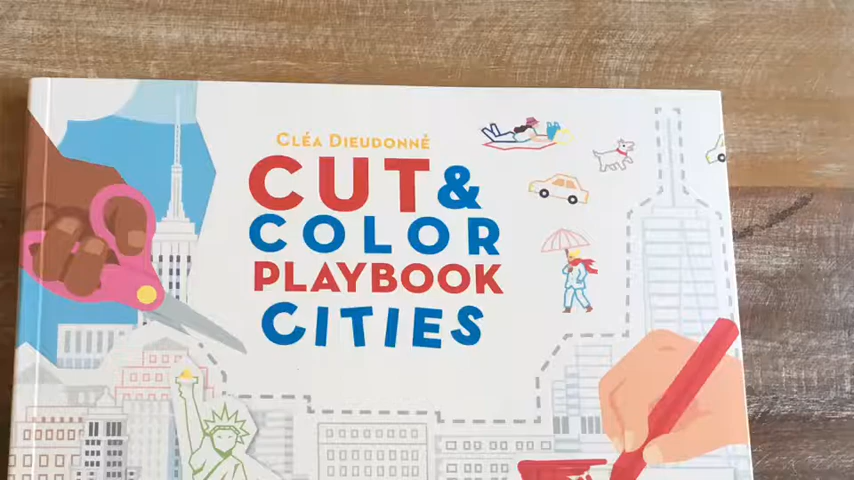 CLÉA DIEUDONNÉ
CUT &
COLOR
PLAYBOOK
CITIES